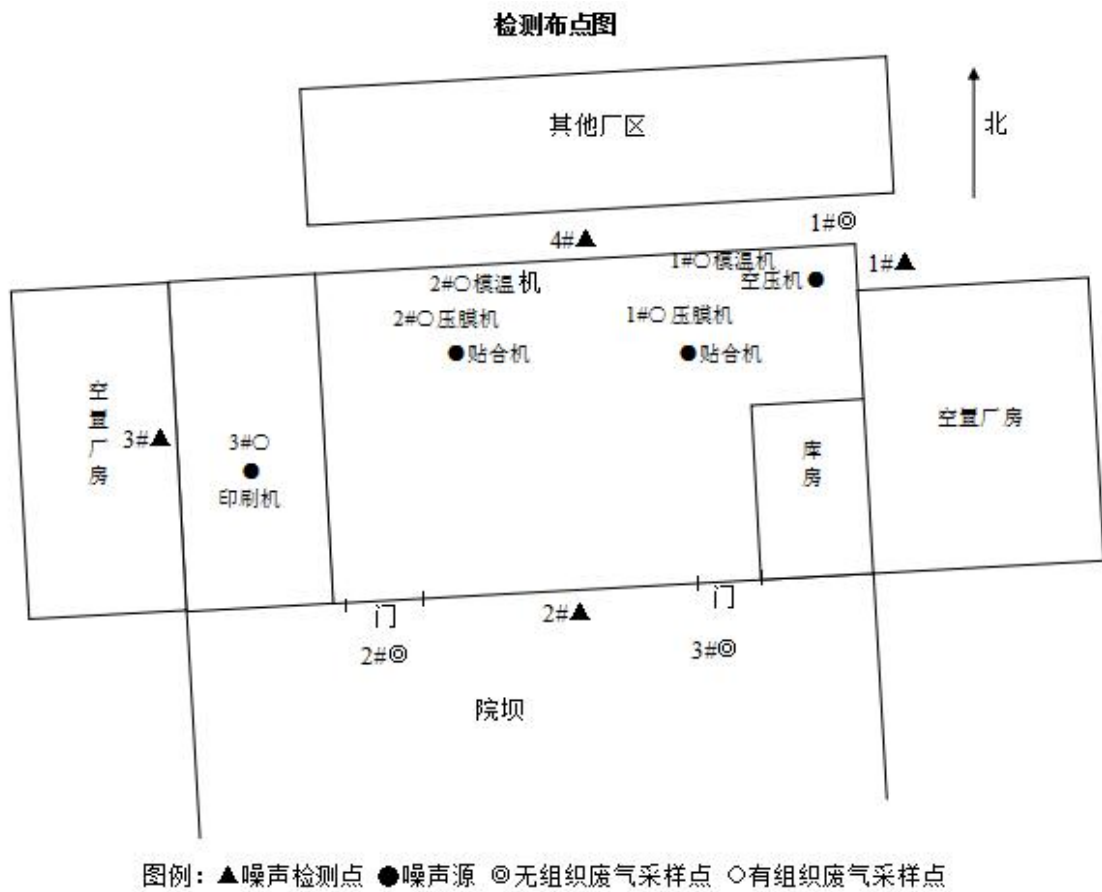 检测布点图
其他厂区
北
1#◎
4#▲
1#○模温机
1#▲
2#○模温机
空压机●
2#○压膜机
1#○压膜机
●贴合机
●贴合机
空置厂房
3#▲
3#○
●
印刷机
库房
空置厂房
门
2#▲
门
2#◎
3#◎
院坝
图例：▲噪声检测点 ●噪声源 ◎无组织废气采样点 ○有组织废气采样点